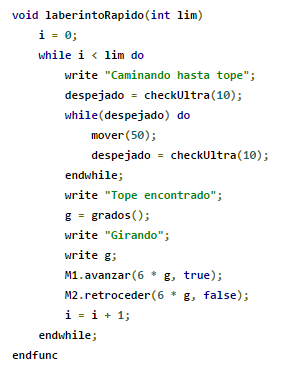 void laberintoRapido(int lim)
    i = 0;
    while i < lim do
        write "Caminando hasta tope";
        despejado = checkUltra(10);
        while(despejado) do
            mover(50);
            despejado = checkUltra(10);
        endwhile;
        write "Tope encontrado";
        g = grados();
        write "Girando";
        write g;
        M1.avanzar(6 * g, true);
        M2.retroceder(6 * g, false);
        i = i + 1;
    endwhile;
endfunc